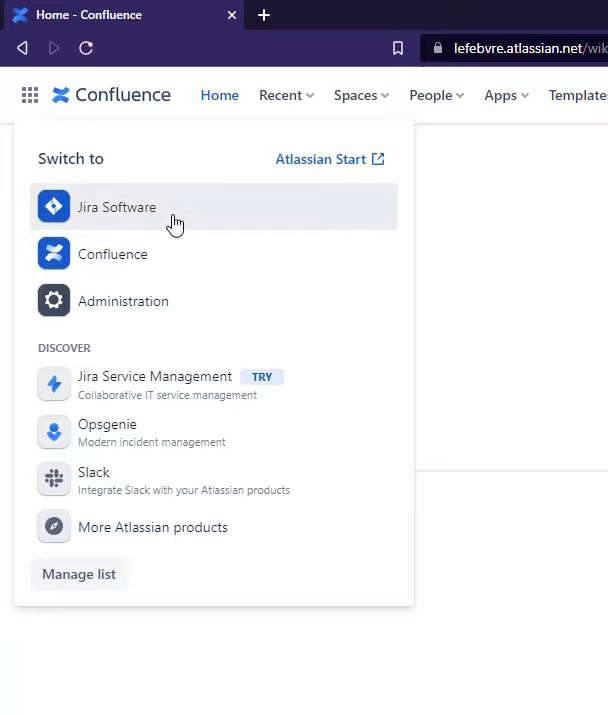 Home - Confluence
lefebvre.atlassian.net/wik
Confluence Home Recent Spaces People Apps Template
Switch to Atlassian Start
Jira Software
Confluence
Administration
DISCOVER
Jira Service Management TRY
Collaborative IT service management
Opsgenie
Modern incident management
Slack
Integrate Slack with your Atlassian products
More Atlassian products
Manage list